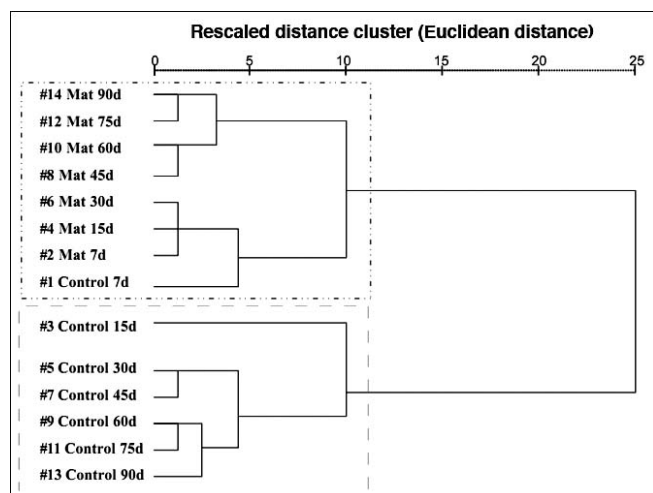 Rescaled distance cluster (Euclidean distance)
0 5 10 15 20 25
#14 Mat 90d
#12 Mat 75d
#10 Mat 60d
#8 Mat 45d
#6 Mat 30d
#4 Mat 15d
#2 Mat 7d
#1 Control 7d
#3 Control 15d
#5 Control 30d
#7 Control 45d
#9 Control 60d
#11 Control 75d
#13 Control 90d